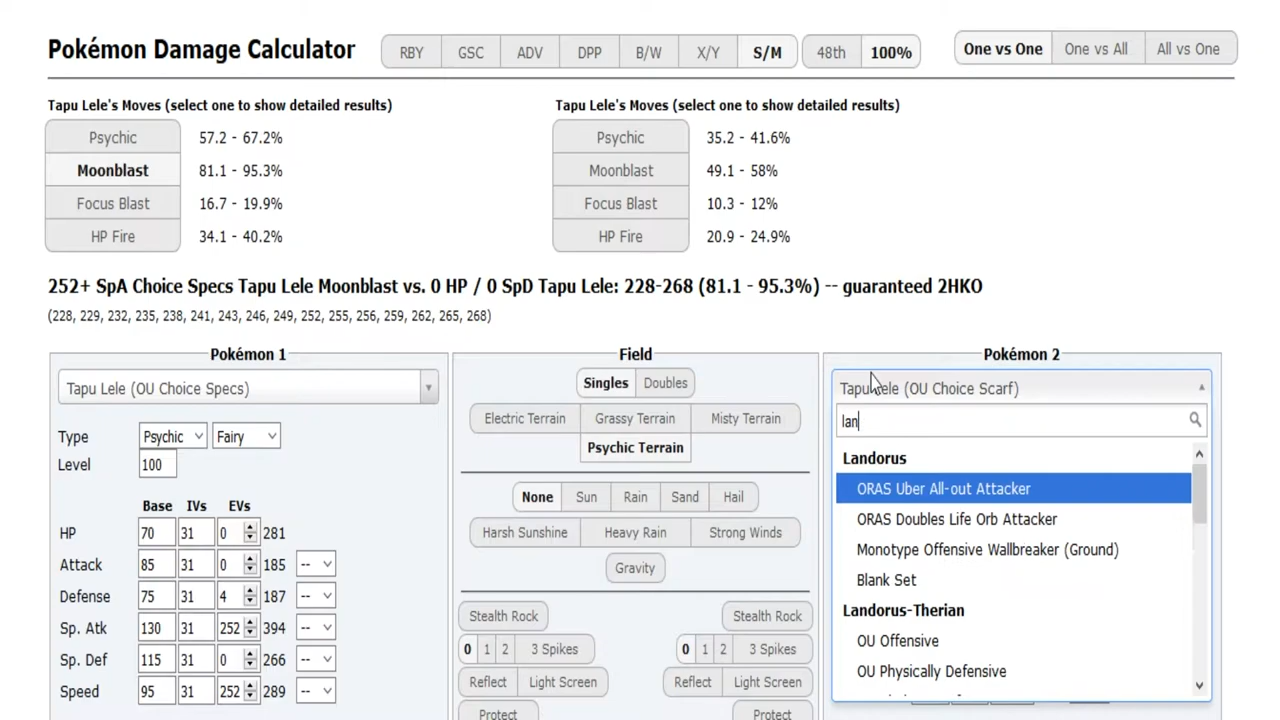 Pokémon Damage Calculator
RBY GSC ADV DPP B/W X/Y S/M 48th 100% One vs One One vs All All vs One
Tapu Lele's Moves (select one to show detailed results)
Psychic 57.2 - 67.2%
Moonblast 81.1 - 95.3%
Focus Blast 16.7 - 19.9%
HP Fire 34.1 - 40.2%
Tapu Lele's Moves (select one to show detailed results)
Psychic 35.2 - 41.6%
Moonblast 49.1 - 58%
Focus Blast 10.3 - 12%
HP Fire 20.9 - 24.9%
252+ SpA Choice Specs Tapu Lele Moonblast vs. 0 HP / 0 SpD Tapu Lele: 228-268 (81.1 - 95.3%) -- guaranteed 2HKO
(228, 229, 232, 235, 238, 241, 243, 246, 249, 252, 255, 256, 259, 262, 265, 268)
Pokémon 1
Tapu Lele (OU Choice Specs)
Type Psychic Fairy
Level 100
Base IVs EVs
HP 70 31 0 281
Attack 85 31 0 185 --
Defense 75 31 4 187 --
Sp. Atk 130 31 252 394 --
Sp. Def 115 31 0 266 --
Speed 95 31 252 289 --
Field
Singles Doubles
Electric Terrain Grassy Terrain Misty Terrain
Psychic Terrain
None Sun Rain Sand Hail
Harsh Sunshine Heavy Rain Strong Winds
Gravity
Stealth Rock Stealth Rock
0 1 2 3 Spikes 0 1 2 3 Spikes
Reflect Light Screen Reflect Light Screen
Protect Protect
Pokémon 2
Tapu Lele (OU Choice Scarf)
lan
Landorus
ORAS Uber All-out Attacker
ORAS Doubles Life Orb Attacker
Monotype Offensive Wallbreaker (Ground)
Blank Set
Landorus-Therian
OU Offensive
OU Physically Defensive